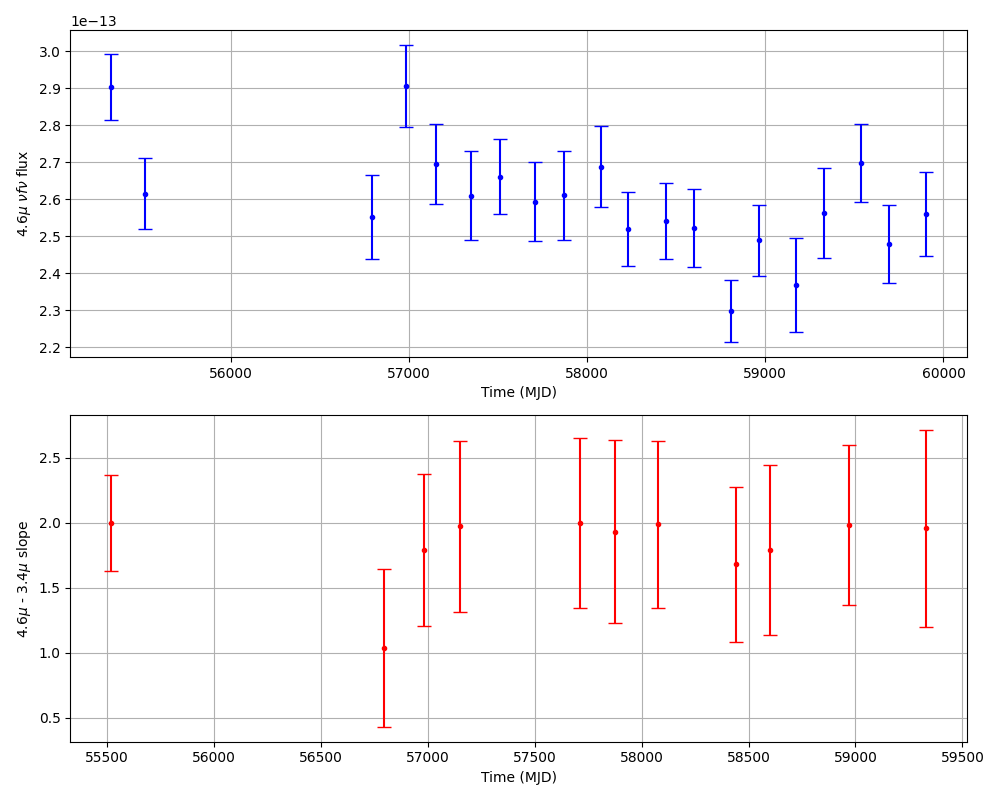 1e−13
3.0
2.9
2.8
2.7
2.6
2.5
2.4
2.3
2.2
4.6μ νfν flux
56000 57000 58000 59000 60000
Time (MJD)
2.5
2.0
1.5
1.0
0.5
4.6μ - 3.4μ slope
55500 56000 56500 57000 57500 58000 58500 59000 59500
Time (MJD)